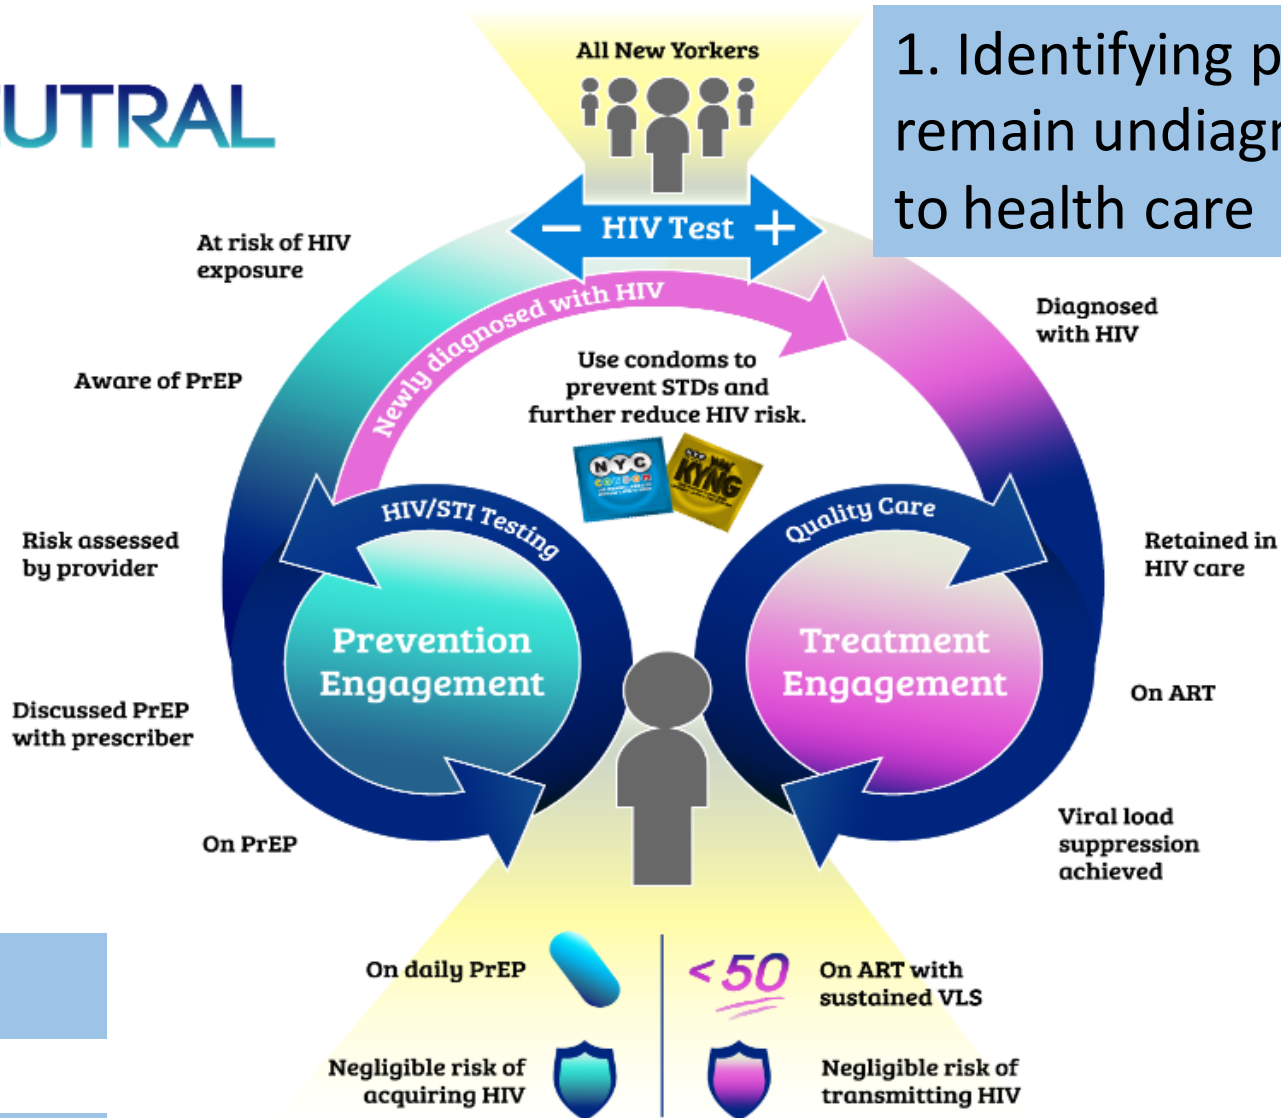 UTRAL
All New Yorkers
1. Identifying p
remain undiagn
to health care
− HIV Test +
At risk of HIV
exposure
Newly diagnosed with HIV
Diagnosed
with HIV
Use condoms to
prevent STDs and
further reduce HIV risk.
Aware of PrEP
NYC
CONDOM
NYC
KYNG
HIV/STI Testing
Quality Care
Risk assessed
by provider
Retained in
HIV care
Prevention
Engagement
Treatment
Engagement
Discussed PrEP
with prescriber
On ART
On PrEP
Viral load
suppression
achieved
On daily PrEP
<50
On ART with
sustained VLS
Negligible risk of
acquiring HIV
Negligible risk of
transmitting HIV